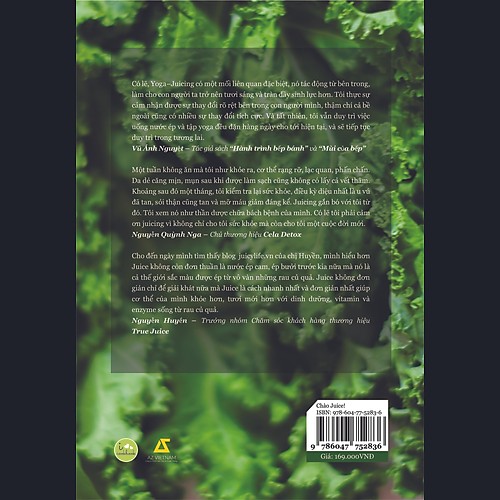 Có lẽ, Yoga–Juicing có một mối liên quan đặc biệt, nó tác động từ bên trong,
làm cho con người ta trở nên tươi sáng và tràn đầy sinh lực hơn. Tôi thực sự
cảm nhận được sự thay đổi rõ rệt bên trong con người mình, thậm chí cả bề
ngoài cũng có nhiều sự thay đổi tích cực. Và tất nhiên, tôi vẫn duy trì việc
uống nước ép và tập yoga đều đặn hàng ngày cho tới hiện tại, và sẽ tiếp tục
duy trì trong tương lai.
Vũ Ánh Nguyệt – Tác giả sách "Hành trình bếp bánh" và "Mùi của bếp"
Một tuần không ăn mà tôi như khỏe ra, cơ thể rạng rỡ, lạc quan, phấn chấn.
Da dẻ căng mịn, mụn sau khi được làm sạch cũng không có lấy cả vết thâm.
Khoảng sau đó một tháng, tôi kiểm tra lại sức khỏe, điều kỳ diệu nhất là u vú
đã tan, sỏi thận cũng tan và mỡ máu giảm đáng kể. Juicing gắn bó với tôi từ
đó. Tôi xem nó như thần dược chữa bách bệnh của mình. Có lẽ tôi phải cảm
ơn juicing vì không chỉ cho tôi sức khỏe mà còn cho tôi một cuộc đời mới.
Nguyễn Quỳnh Nga – Chủ thương hiệu Cela Detox
Cho đến ngày mình tìm thấy blog juicylife.vn của chị Huyền, mình hiểu hơn
Juice không còn đơn thuần là nước ép cam, ép bưởi trước kia nữa mà nó là
cả thế giới sắc màu được ép từ vô vàn những rau củ quả. Juice không đơn
giản chỉ để giải khát nữa mà Juice là cách nhanh nhất và đơn giản nhất giúp
cơ thể của mình khỏe hơn, tươi mới hơn với dinh dưỡng, vitamin và
enzyme sống từ rau củ quả.
Nguyễn Huyền – Trưởng nhóm Chăm sóc khách hàng thương hiệu
True Juice
Chào Juice!
ISBN: 978-604-77-5283-6
9 786047 752836
Giá: 169.000VNĐ
AZ VIETNAM